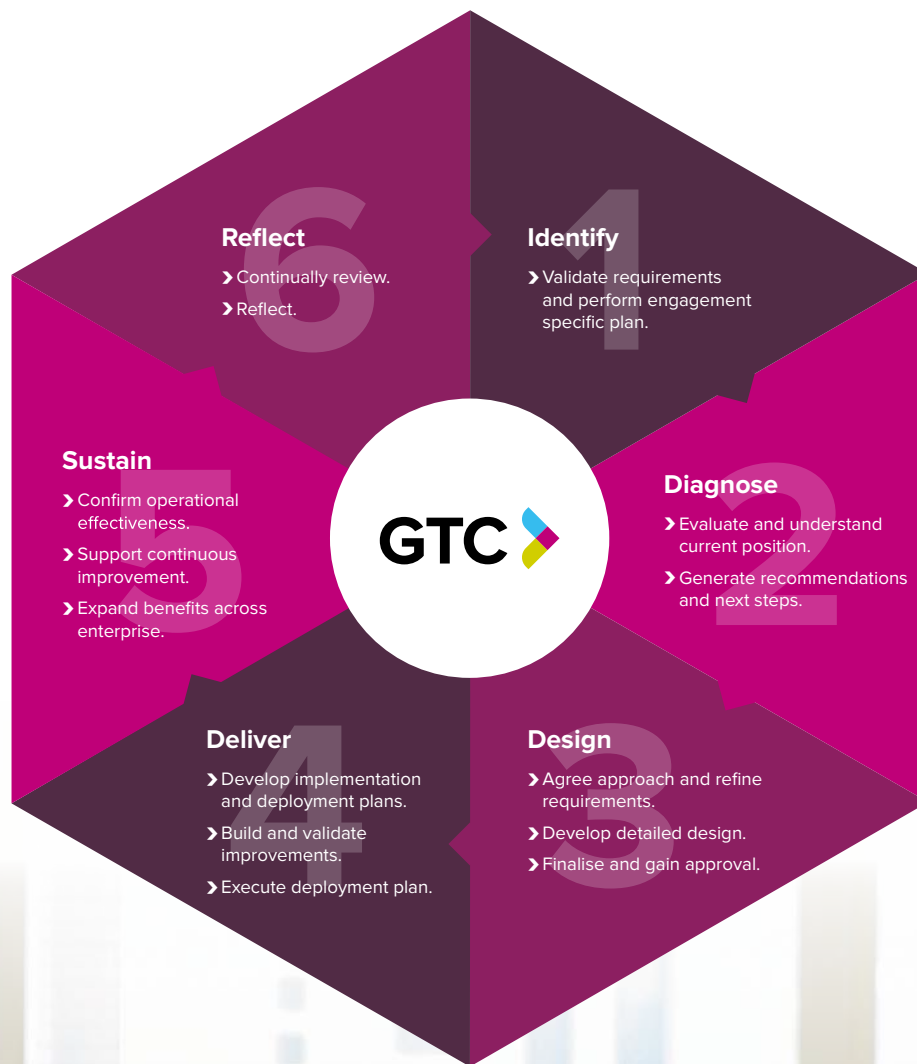 1
Identify
› Validate requirements
and perform engagement
specific plan.
2
Diagnose
› Evaluate and understand
current position.
› Generate recommendations
and next steps.
3
Design
› Agree approach and refine
requirements.
› Develop detailed design.
› Finalise and gain approval.
4
Deliver
› Develop implementation
and deployment plans.
› Build and validate
improvements.
› Execute deployment plan.
5
Sustain
› Confirm operational
effectiveness.
› Support continuous
improvement.
› Expand benefits across
enterprise.
6
Reflect
› Continually review.
› Reflect.
GTC